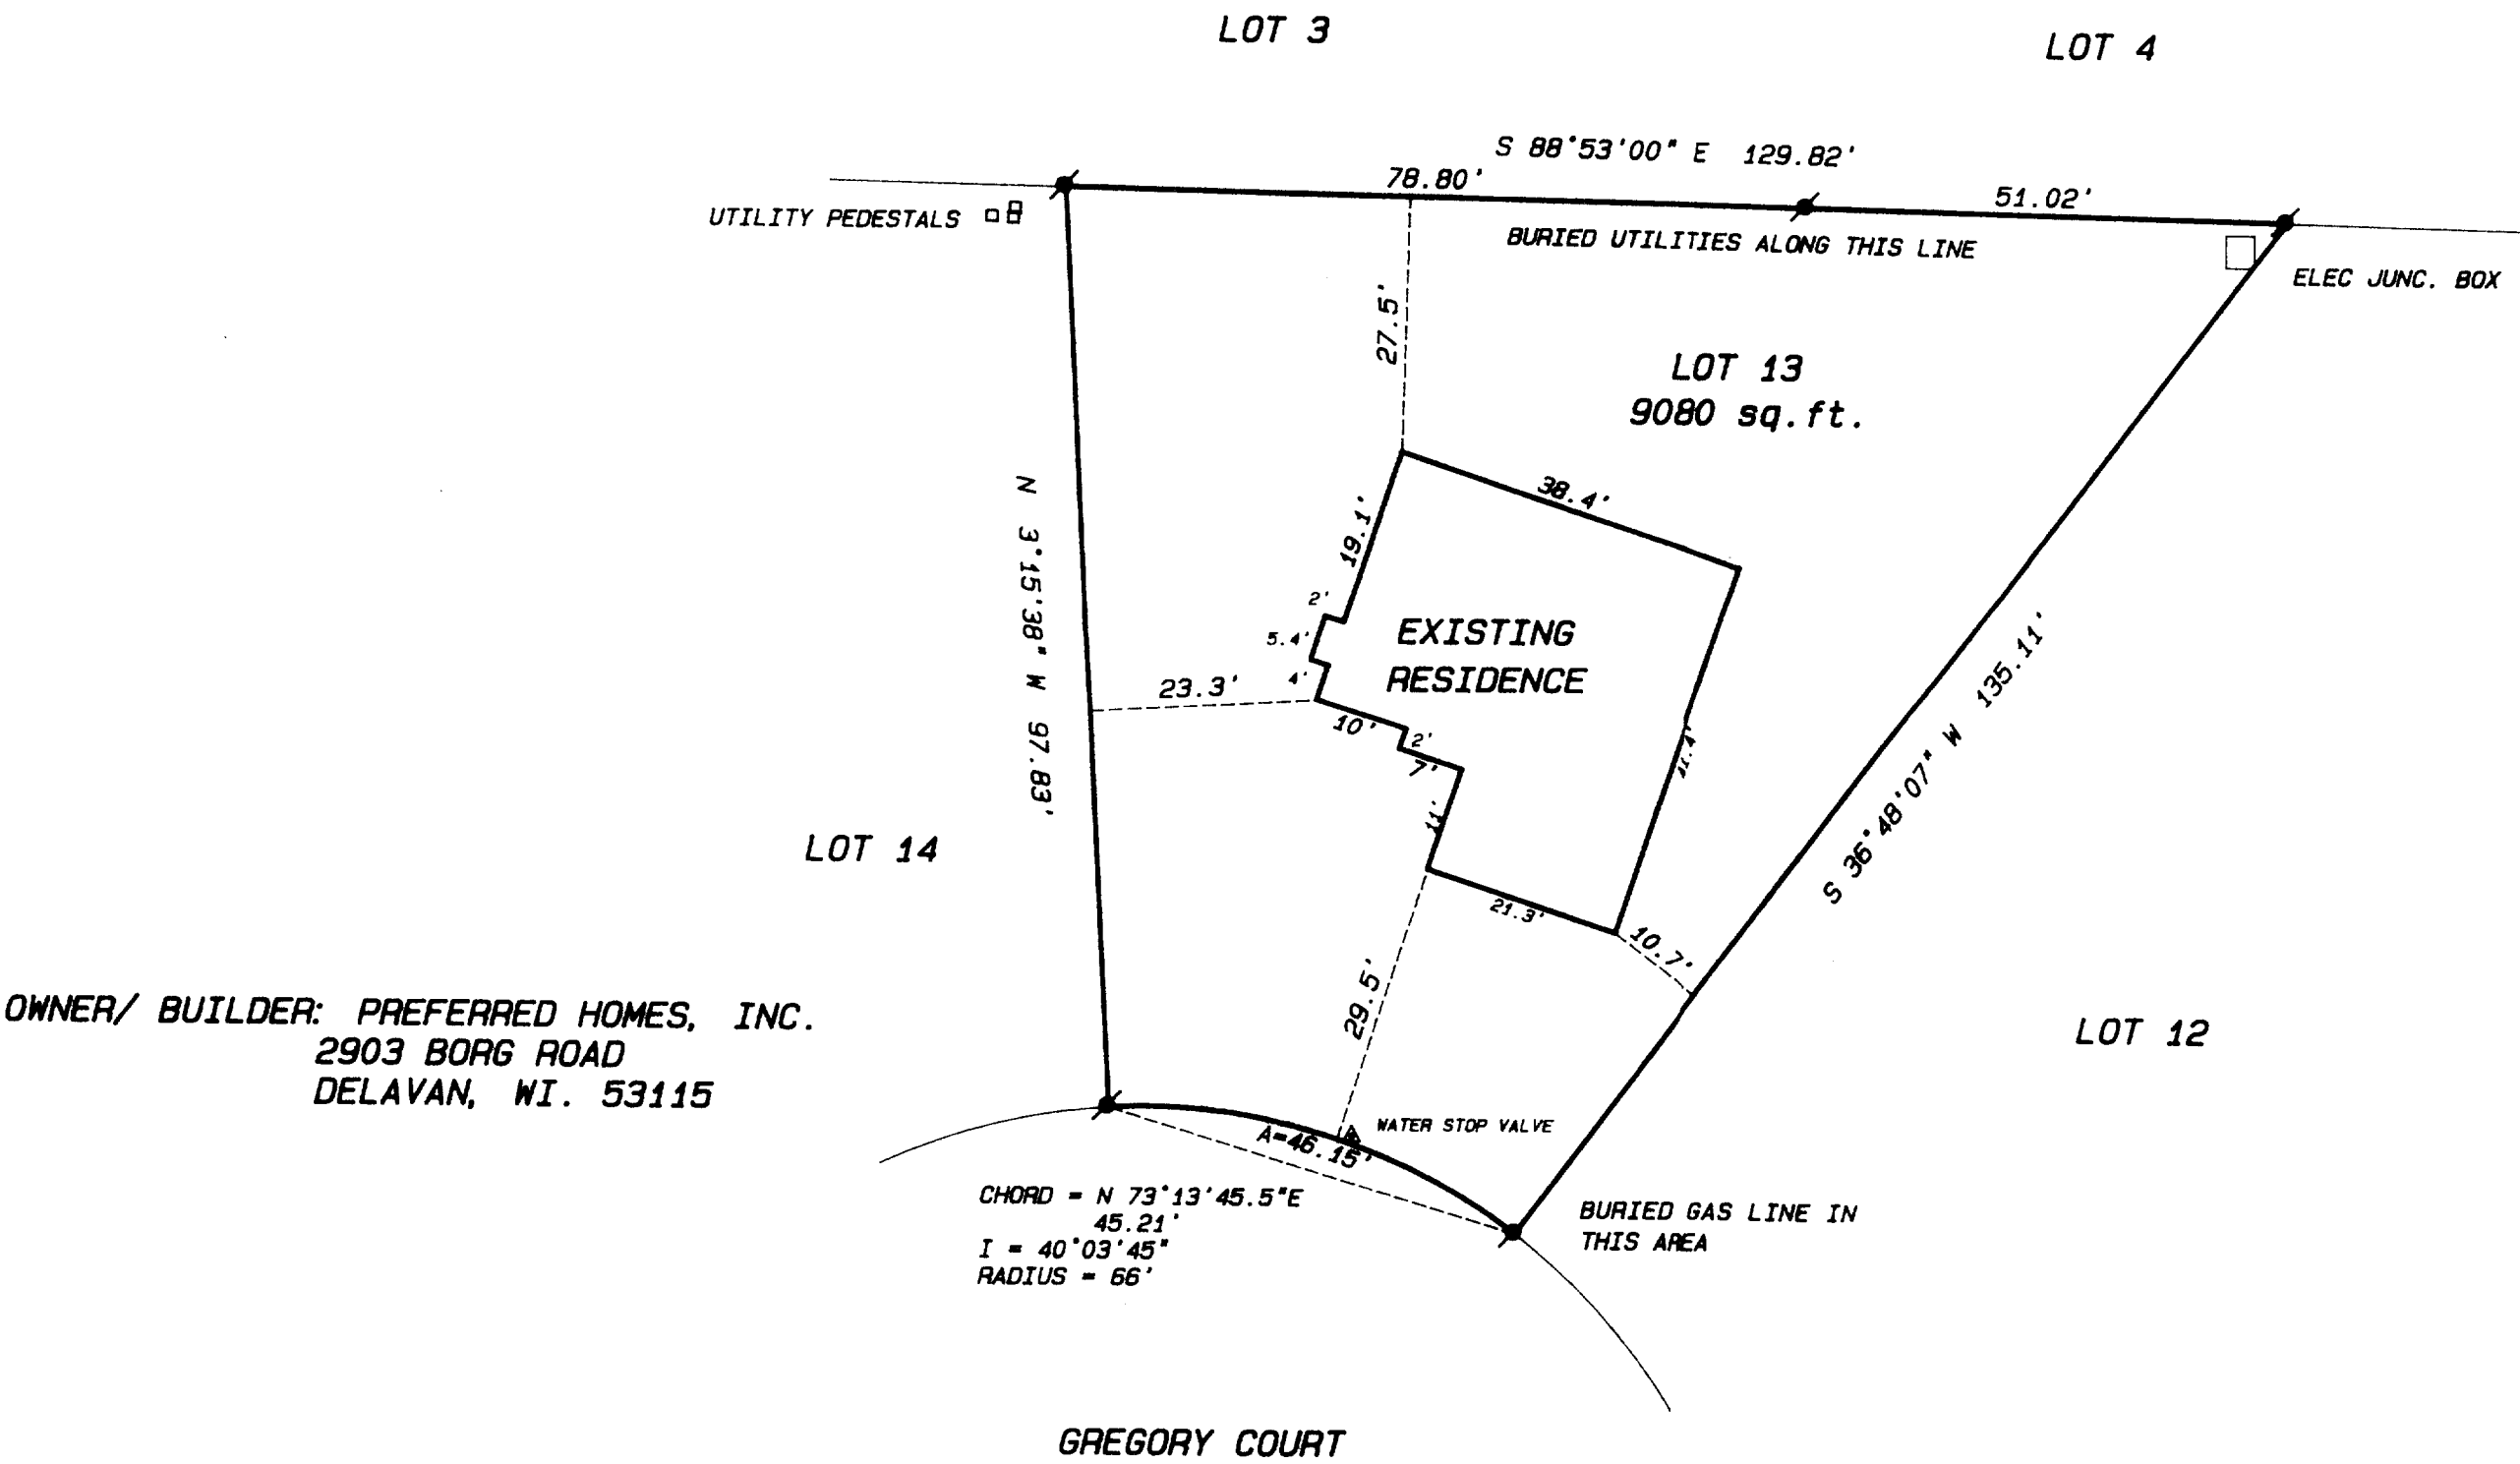 LOT 3
LOT 4
S 88°53'00" E 129.82'
78.80'
51.02'
UTILITY PEDESTALS
BURIED UTILITIES ALONG THIS LINE
ELEC JUNC. BOX
27.5'
LOT 13
9080 sq.ft.
N 3°15'38" W 97.83'
38.4'
19.1'
2'
5.4'
4'
EXISTING
RESIDENCE
23.3'
10'
2'
7'
11'
S 36°48'07" W 135.11'
LOT 14
21.3'
10.7'
29.5'
OWNER/ BUILDER: PREFERRED HOMES, INC.
2903 BORG ROAD
DELAVAN, WI. 53115
LOT 12
WATER STOP VALVE
A=46.15'
CHORD = N 73°13'45.5"E
45.21'
I = 40°03'45"
RADIUS = 66'
BURIED GAS LINE IN
THIS AREA
GREGORY COURT